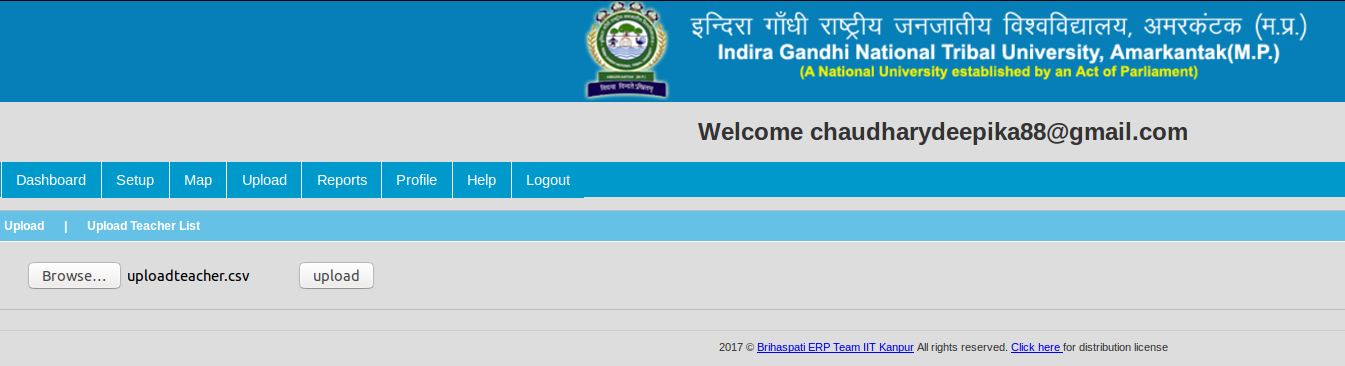 इन्दिरा गाँधी राष्ट्रीय जनजातीय विश्वविद्यालय, अमरकंटक (म.प्र.)
Indira Gandhi National Tribal University, Amarkantak(M.P.)
(A National University established by an Act of Parliament)
Welcome chaudharydeepika88@gmail.com
Dashboard Setup Map Upload Reports Profile Help Logout
Upload | Upload Teacher List
Browse... uploadteacher.csv upload
2017 © Brihaspati ERP Team IIT Kanpur All rights reserved. Click here for distribution license